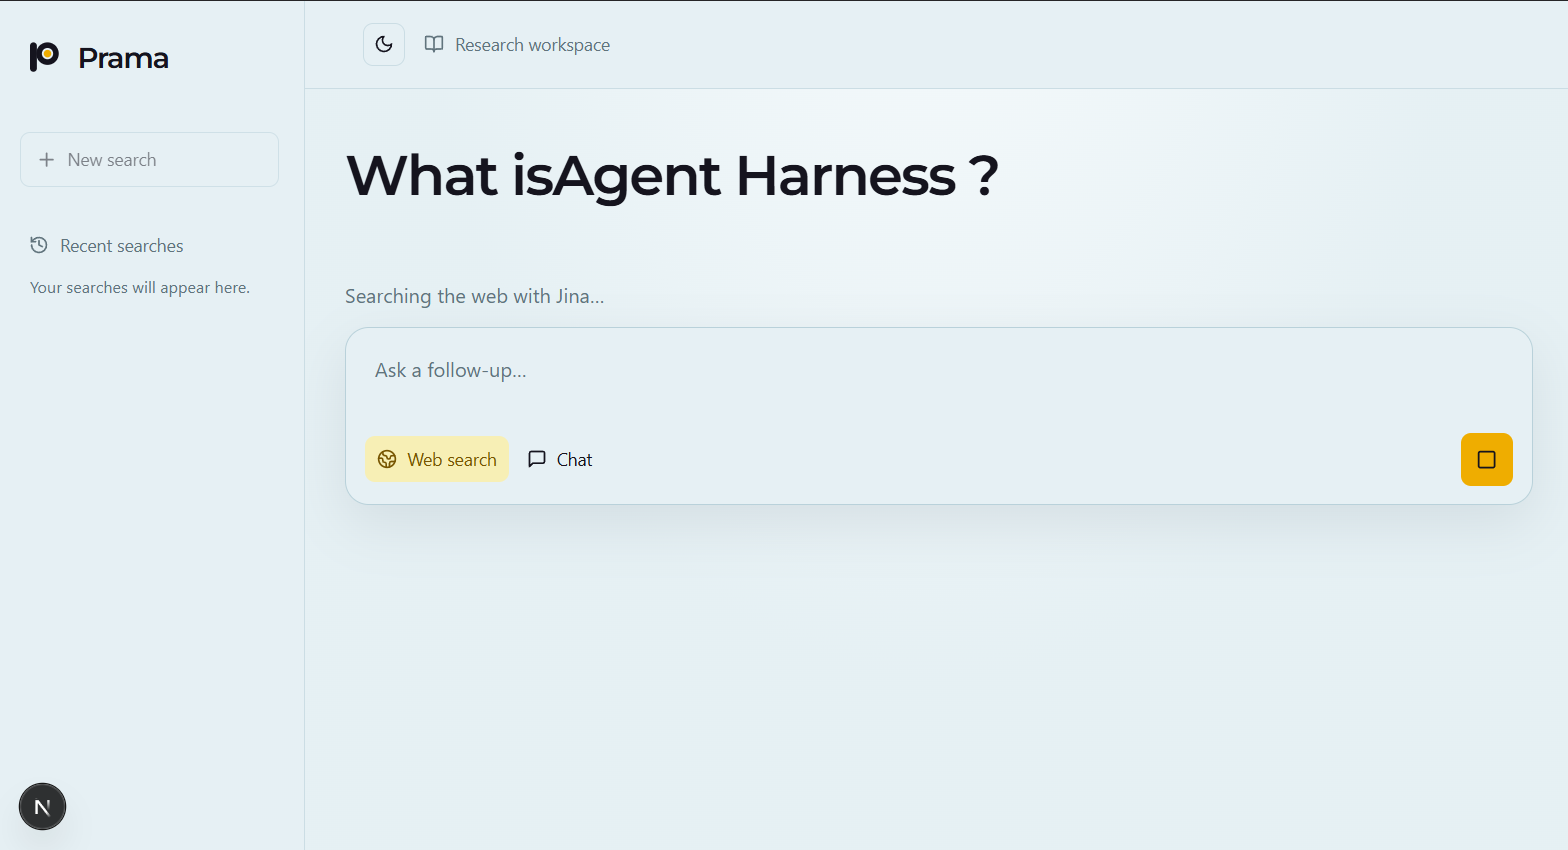 Prama
New search
Recent searches
Your searches will appear here.
Research workspace
What isAgent Harness ?
Searching the web with Jina...
Ask a follow-up...
Web search
Chat
N